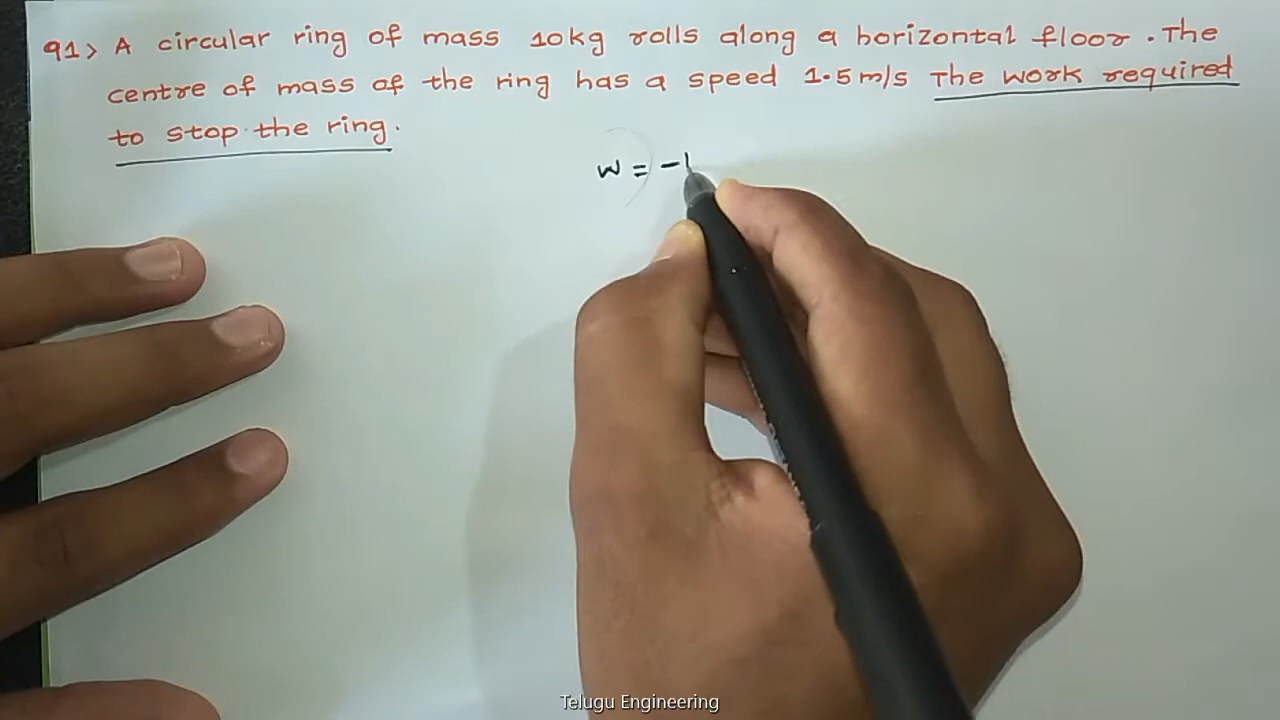 Q1> A circular ring of mass 10kg rolls along a horizontal floor. The
centre of mass of the ring has a speed 1.5m/s The work required
to stop the ring.
W = -
Telugu Engineering